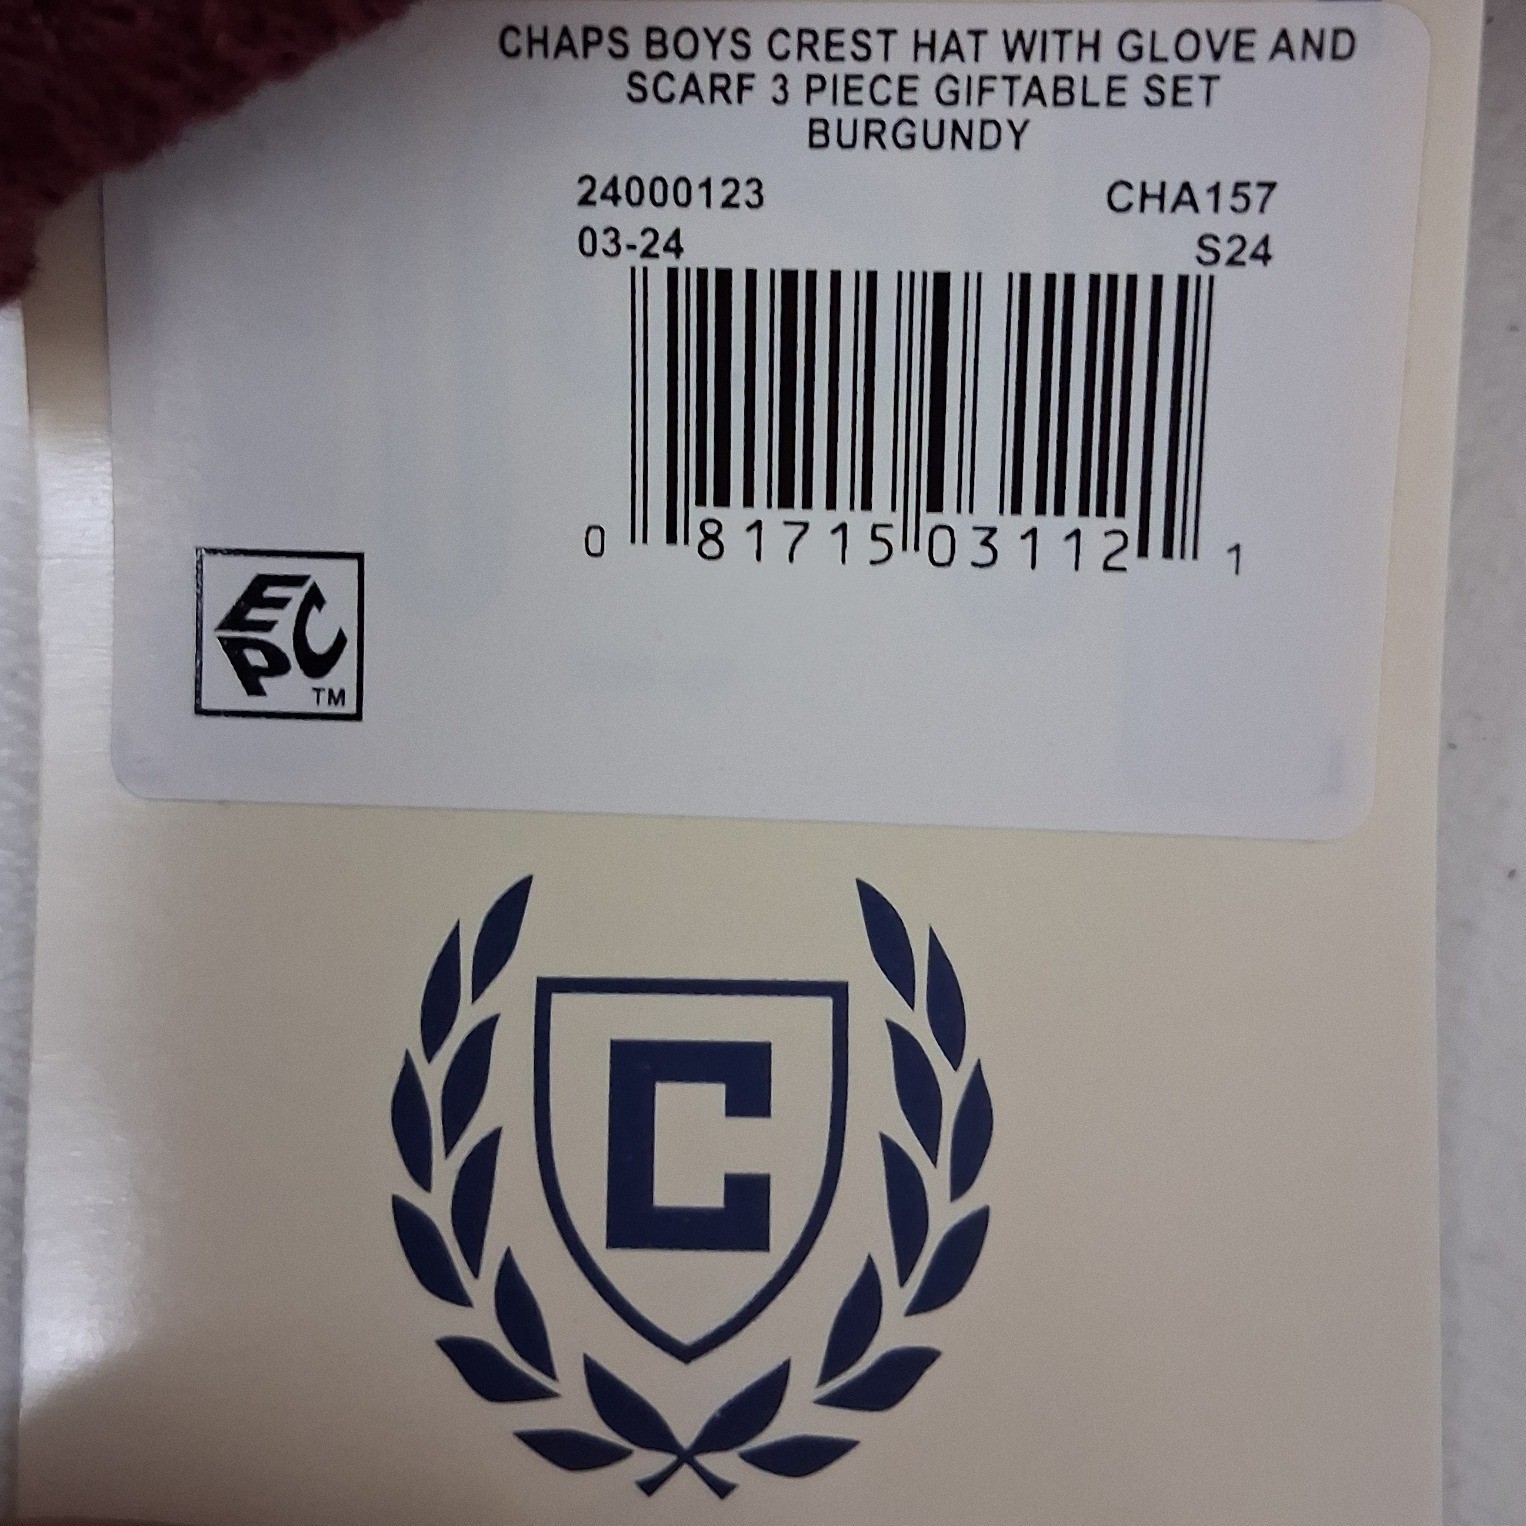 CHAPS BOYS CREST HAT WITH GLOVE AND
SCARF 3 PIECE GIFTABLE SET
BURGUNDY
24000123 CHA157
03-24 S24
0 81715 03112 1
EPC
TM
C